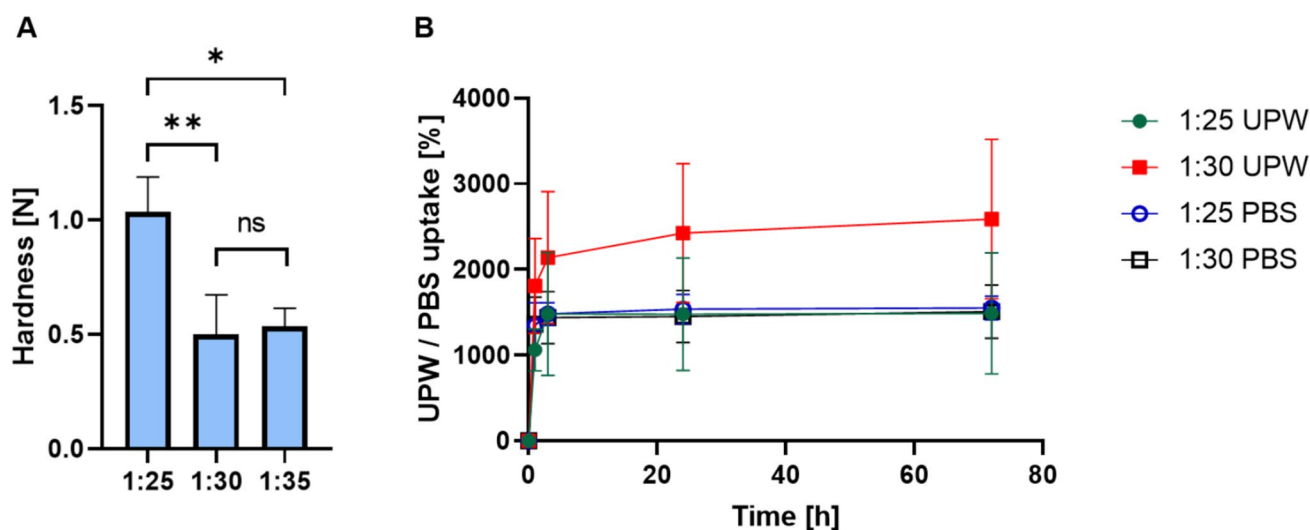 A
B
*
**
ns
1.5
1.0
0.5
0.0
Hardness [N]
1:25 1:30 1:35
4000
3000
2000
1000
0
UPW / PBS uptake [%]
0 20 40 60 80
Time [h]
1:25 UPW
1:30 UPW
1:25 PBS
1:30 PBS